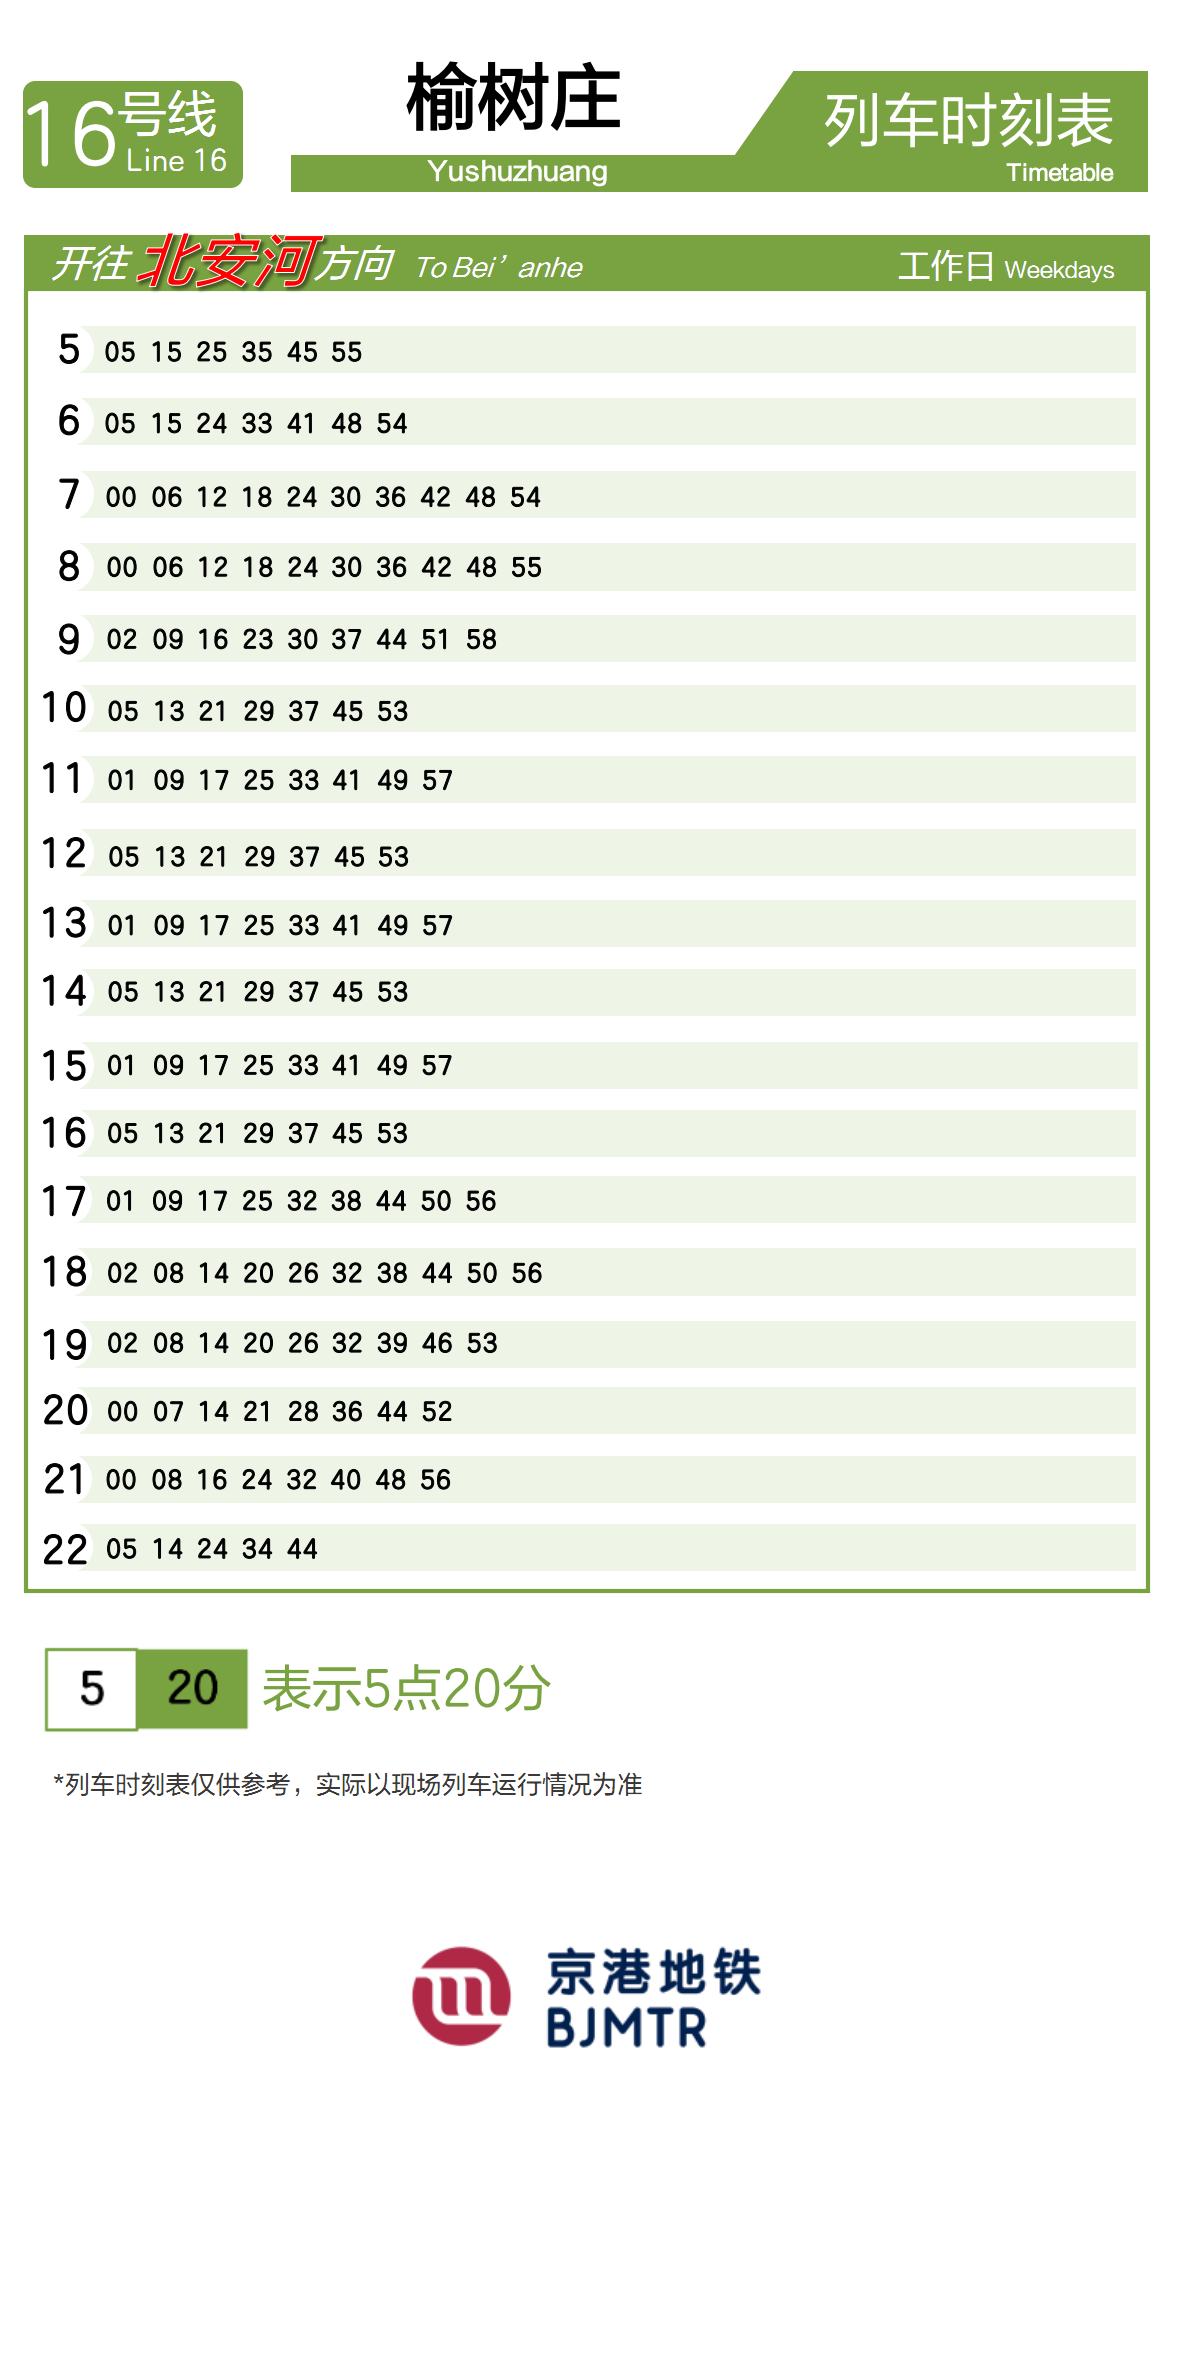 16号线
Line 16
榆树庄
Yushuzhuang
列车时刻表
Timetable
开往北安河方向 To Bei’anhe
工作日 Weekdays
5 05 15 25 35 45 55
6 05 15 24 33 41 48 54
7 00 06 12 18 24 30 36 42 48 54
8 00 06 12 18 24 30 36 42 48 55
9 02 09 16 23 30 37 44 51 58
10 05 13 21 29 37 45 53
11 01 09 17 25 33 41 49 57
12 05 13 21 29 37 45 53
13 01 09 17 25 33 41 49 57
14 05 13 21 29 37 45 53
15 01 09 17 25 33 41 49 57
16 05 13 21 29 37 45 53
17 01 09 17 25 32 38 44 50 56
18 02 08 14 20 26 32 38 44 50 56
19 02 08 14 20 26 32 39 46 53
20 00 07 14 21 28 36 44 52
21 00 08 16 24 32 40 48 56
22 05 14 24 34 44
5 20 表示5点20分
*列车时刻表仅供参考，实际以现场列车运行情况为准
京港地铁
BJMTR